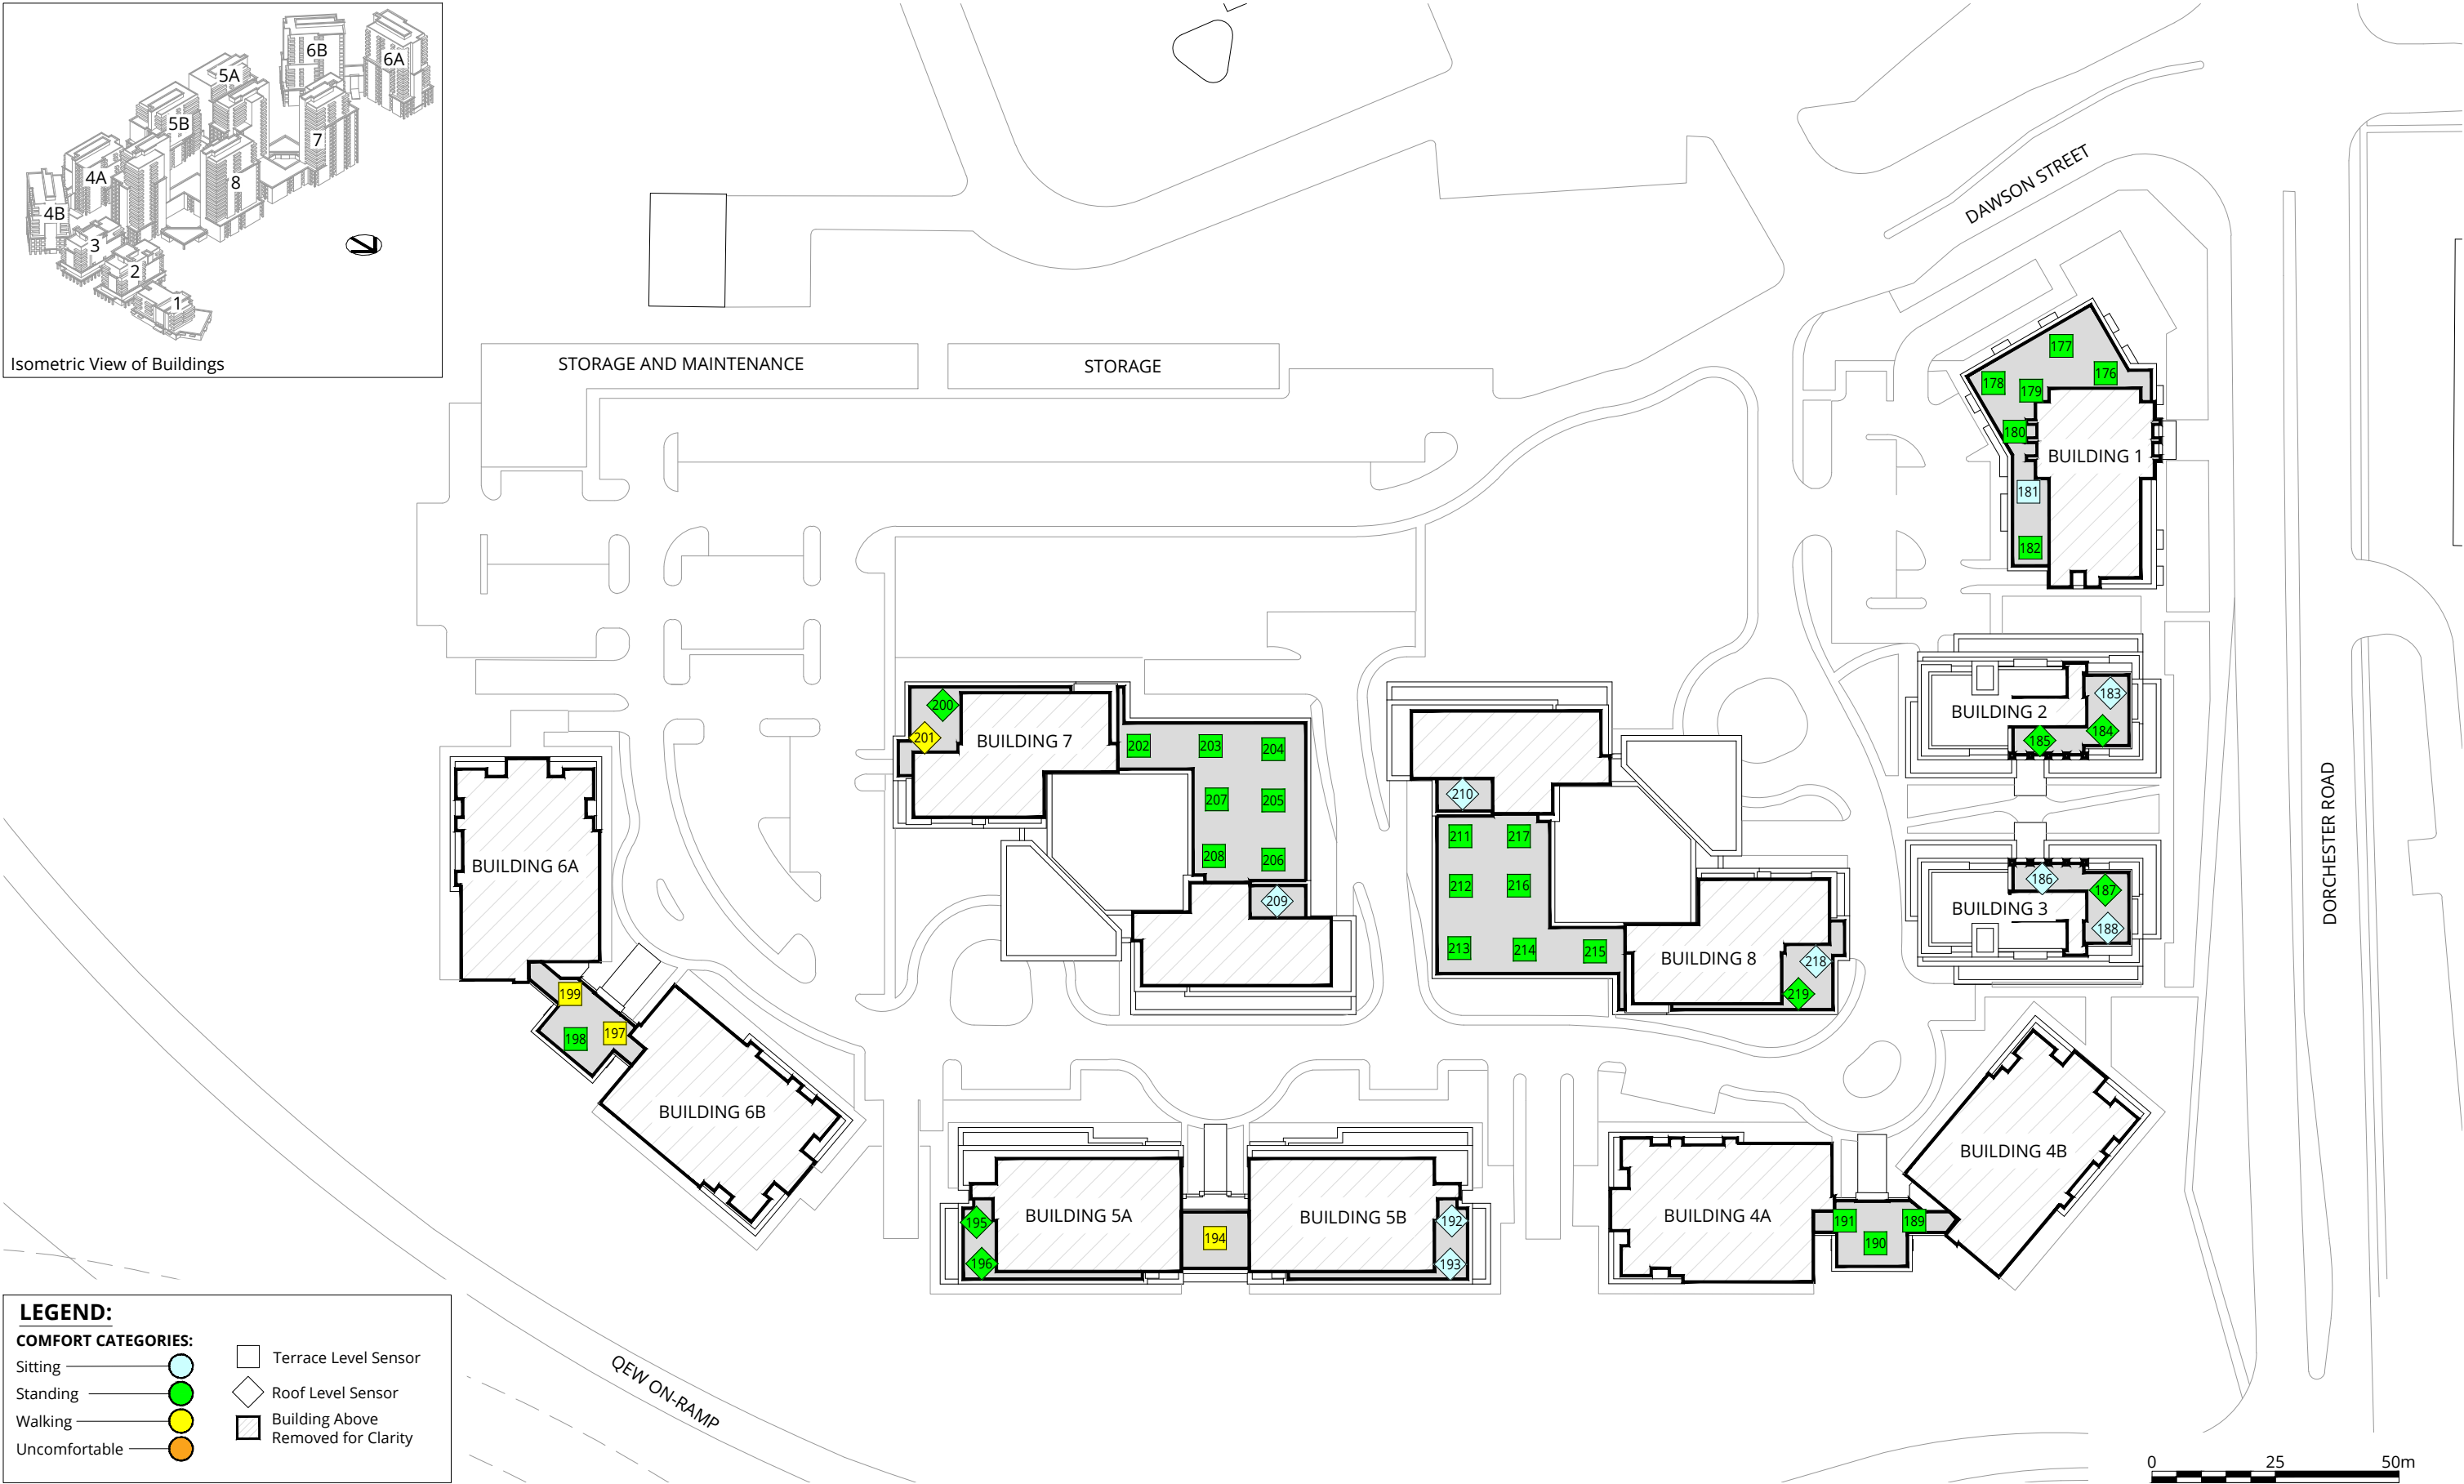 6B
6A
5A
5B
7
4A
8
4B
3
2
1
Isometric View of Buildings
DAWSON STREET
STORAGE AND MAINTENANCE
STORAGE
177
176
178
179
180
BUILDING 1
181
182
183
BUILDING 2
184
185
200
201
BUILDING 7
202
203
204
207
205
208
206
209
210
211
217
212
216
213
214
215
BUILDING 8
218
219
186
187
BUILDING 3
188
DORCHESTER ROAD
BUILDING 6A
199
198
197
BUILDING 6B
BUILDING 4B
195
BUILDING 5A
194
BUILDING 5B
192
196
193
BUILDING 4A
191
189
190
QEW ON-RAMP
LEGEND:
COMFORT CATEGORIES:
Sitting
Standing
Walking
Uncomfortable
Terrace Level Sensor
Roof Level Sensor
Building Above
Removed for Clarity
0 25 50m